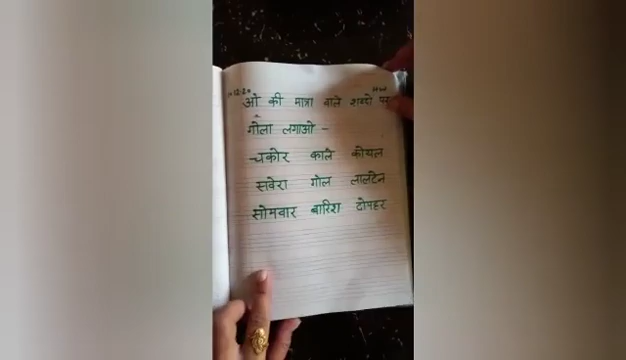 ओ की मात्रा वाले शब्दों पर
गोला लगाओ -
चकोर काले कोयल
सवेरा गोल लालटेन
सोमवार बारिश दोपहर